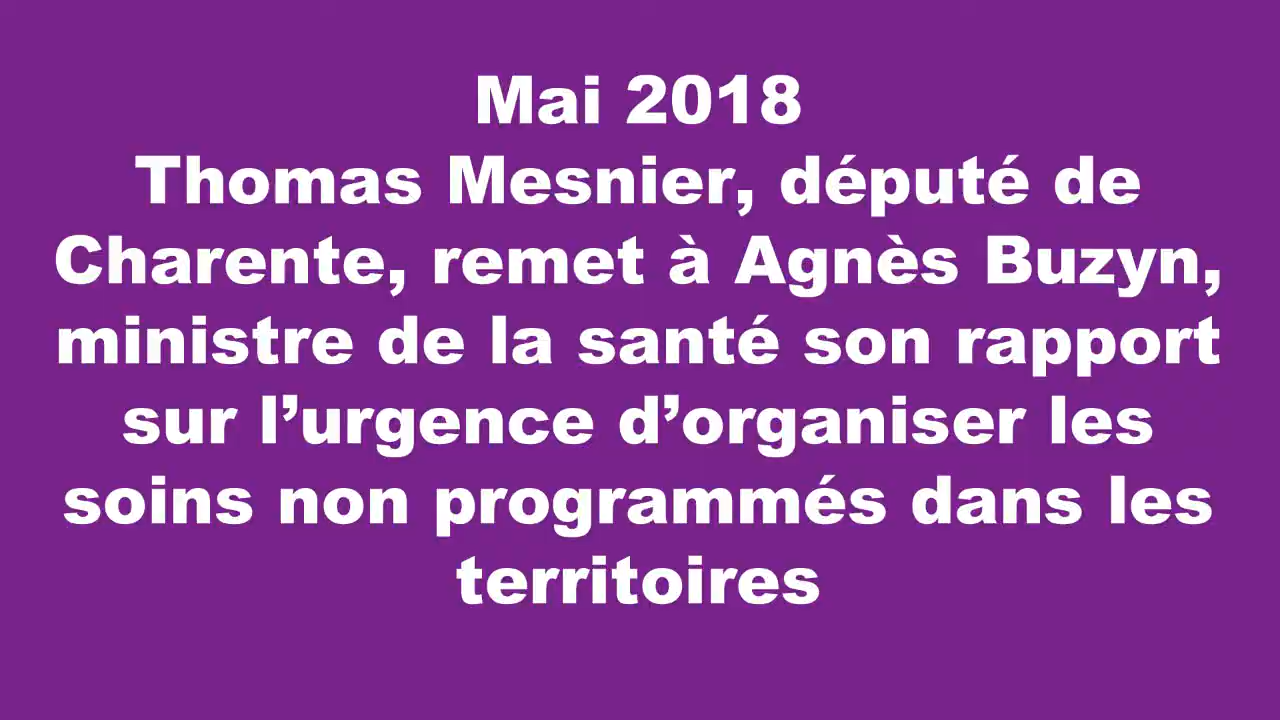 Mai 2018
Thomas Mesnier, député de
Charente, remet à Agnès Buzyn,
ministre de la santé son rapport
sur l’urgence d’organiser les
soins non programmés dans les
territoires